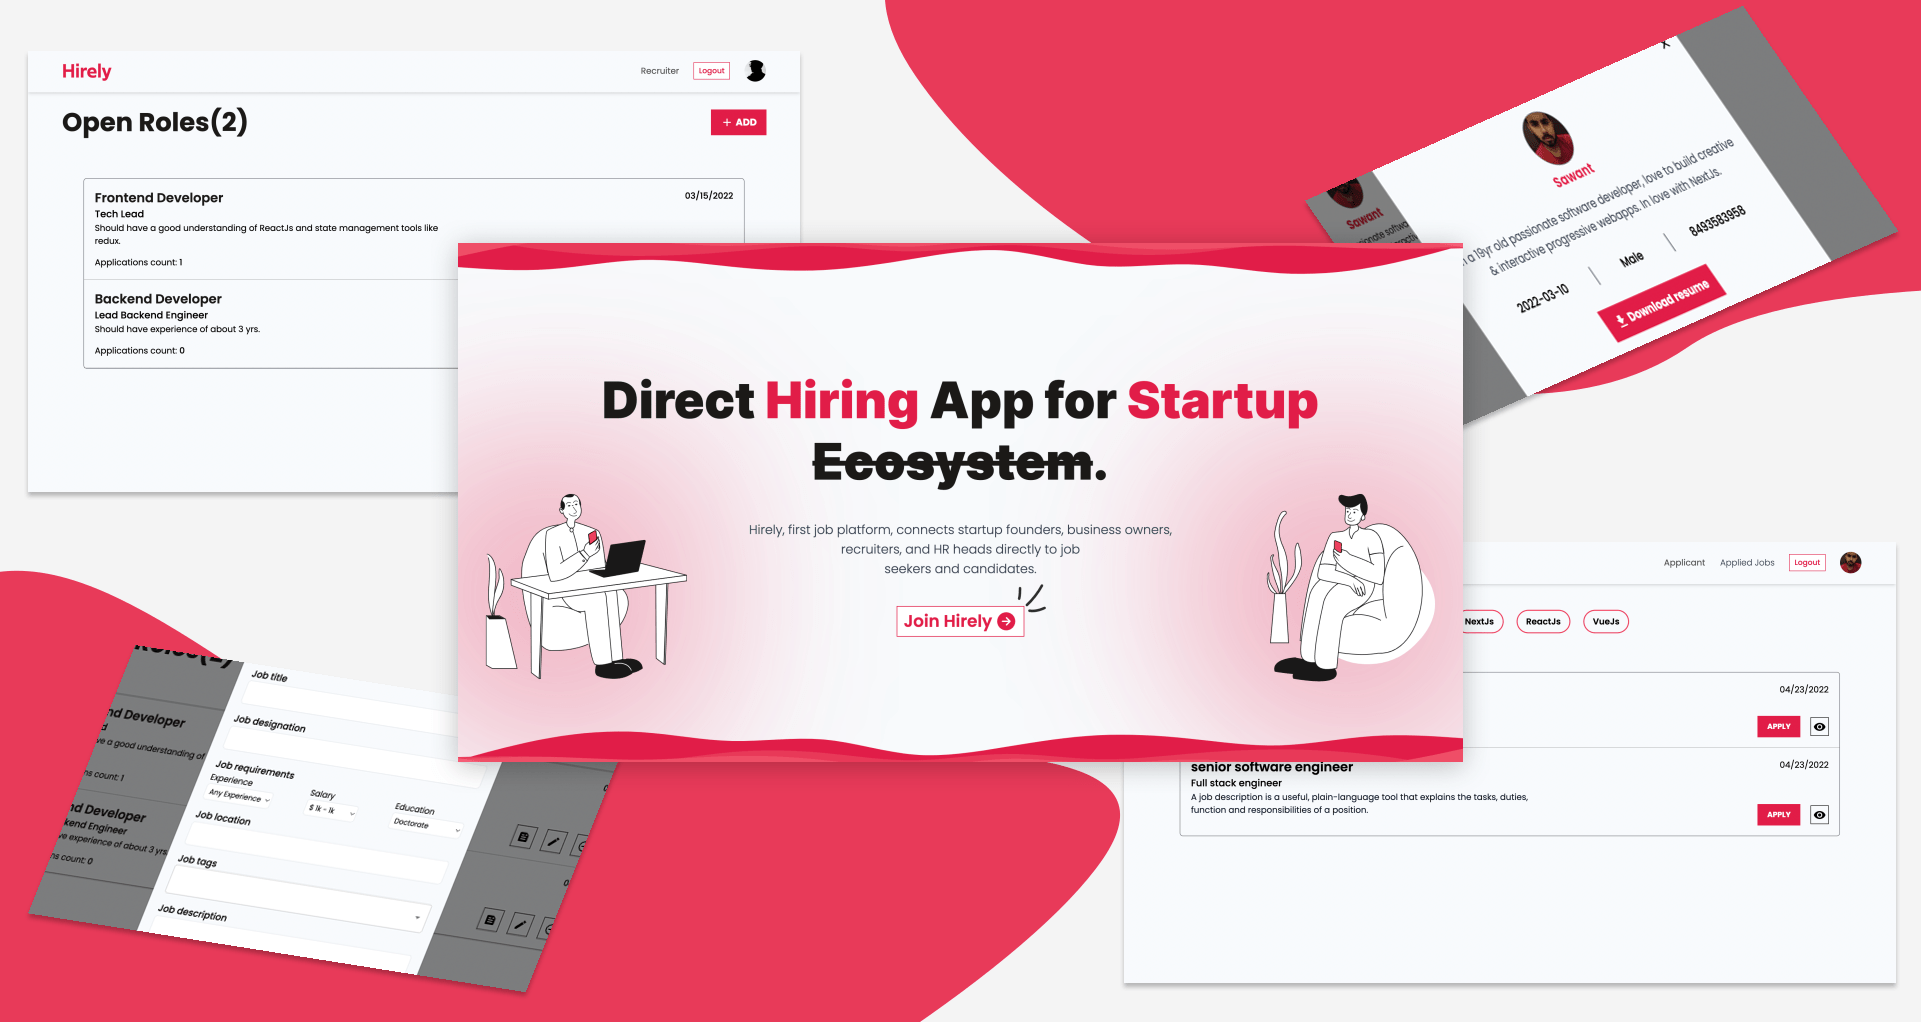 Hirely
Recruiter
Logout
Open Roles(2)
+ ADD
Frontend Developer
03/15/2022
Tech Lead
Should have a good understanding of ReactJs and state management tools like
redux.
Applications count: 1
Backend Developer
Lead Backend Engineer
Should have experience of about 3 yrs.
Applications count: 0
X
Sawant
a 19yr old passionate software developer, love to build creative
& interactive progressive webapps. In love with NextJs.
2022-03-10
Male
8493583958
Download resume
Sawant
Direct Hiring App for Startup
Ecosystem.
Hirely, first job platform, connects startup founders, business owners,
recruiters, and HR heads directly to job
seekers and candidates.
Join Hirely
Job title
Job designation
Job requirements
Experience
Any Experience
Salary
$ 1k - 1k
Education
Doctorate
Job location
Job tags
Job description
nd Developer
ve a good understanding of
ns count: 1
nd Developer
kend Engineer
ve experience of about 3 yrs
ns count: 0
Applicant
Applied Jobs
Logout
NextJs
ReactJs
VueJs
04/23/2022
APPLY
senior software engineer
04/23/2022
Full stack engineer
A job description is a useful, plain-language tool that explains the tasks, duties,
function and responsibilities of a position.
APPLY